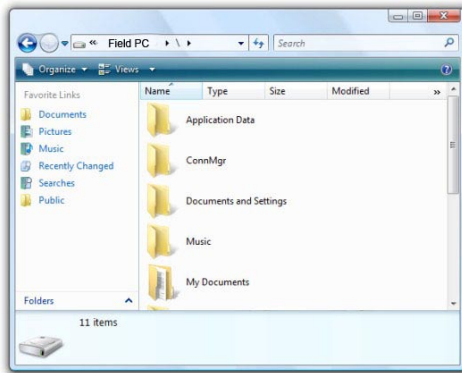 « Field PC ▸ \ ▸ Search
Organize Views
Favorite Links
Documents
Pictures
Music
Recently Changed
Searches
Public
Folders
Name Type Size Modified »
Application Data
ConnMgr
Documents and Settings
Music
My Documents
11 items